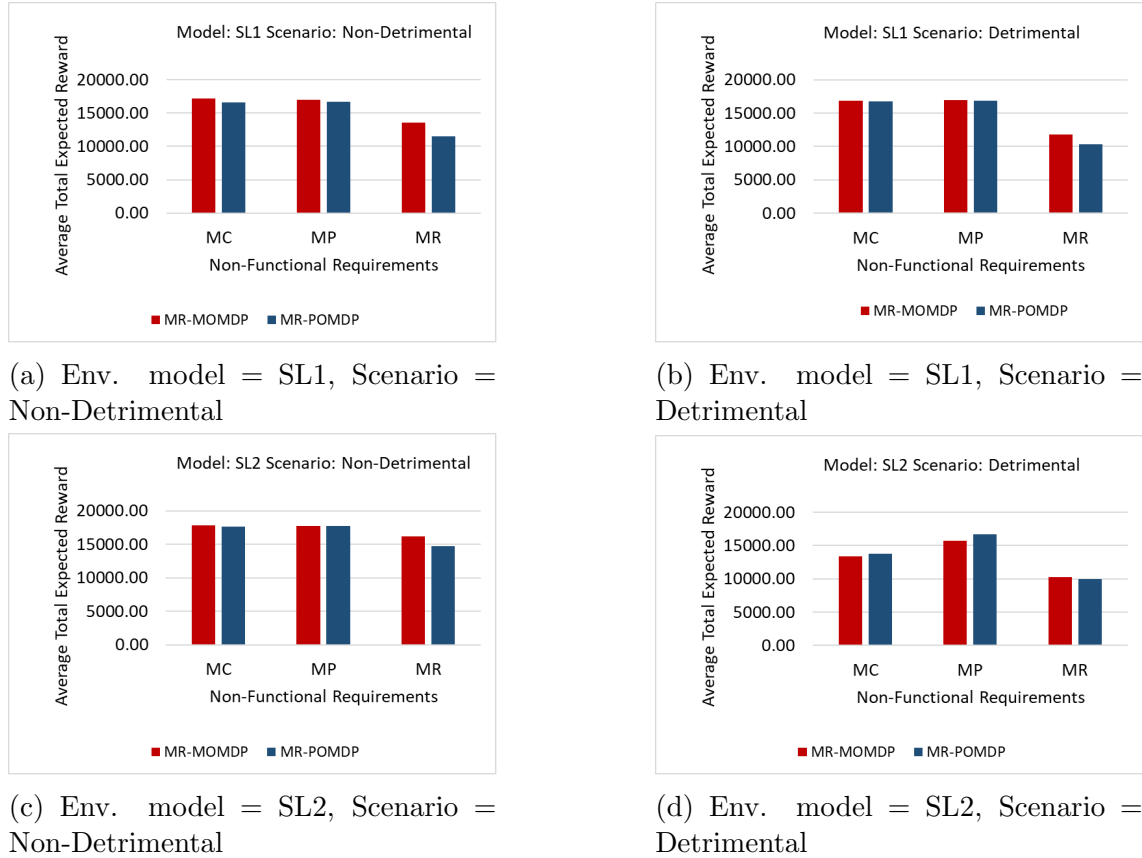 Model: SL1 Scenario: Non-Detrimental
Average Total Expected Reward
20000.00
15000.00
10000.00
5000.00
0.00
MC MP MR
Non-Functional Requirements
MR-MOMDP MR-POMDP
(a) Env. model = SL1, Scenario =
Non-Detrimental
Model: SL1 Scenario: Detrimental
Average Total Expected Reward
20000.00
15000.00
10000.00
5000.00
0.00
MC MP MR
Non-Functional Requirements
MR-MOMDP MR-POMDP
(b) Env. model = SL1, Scenario =
Detrimental
Model: SL2 Scenario: Non-Detrimental
Average Total Expected Reward
20000.00
15000.00
10000.00
5000.00
0.00
MC MP MR
Non-Functional Requirements
MR-MOMDP MR-POMDP
(c) Env. model = SL2, Scenario =
Non-Detrimental
Model: SL2 Scenario: Detrimental
Average Total Expected Reward
20000.00
15000.00
10000.00
5000.00
0.00
MC MP MR
Non-Functional Requirements
MR-MOMDP MR-POMDP
(d) Env. model = SL2, Scenario =
Detrimental